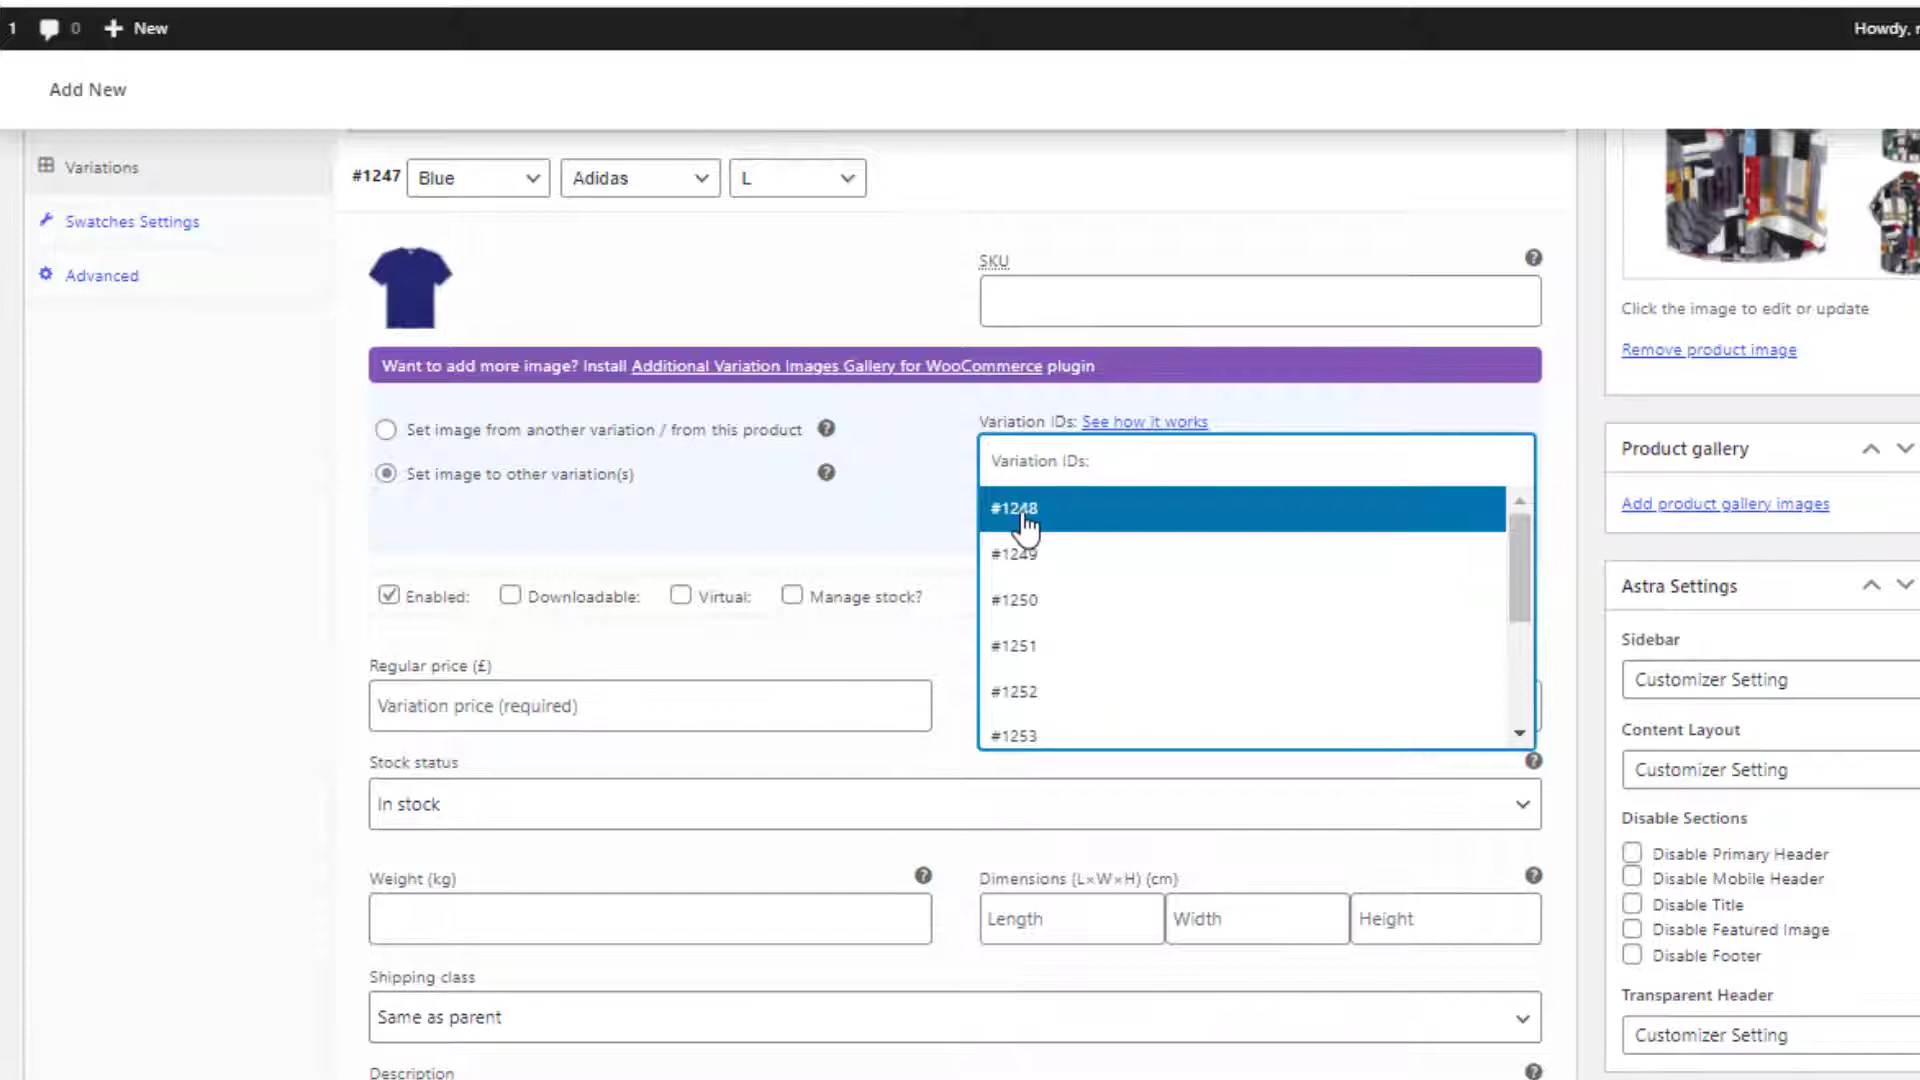 1 0 New Howdy, r
Add New
Variations
#1247 Blue Adidas L
Swatches Settings
Advanced
SKU
Click the image to edit or update
Remove product image
Want to add more image? Install Additional Variation Images Gallery for WooCommerce plugin
Set image from another variation / from this product
Set image to other variation(s)
Variation IDs: See how it works
Variation IDs:
#1248
#1249
#1250
#1251
#1252
#1253
Product gallery
Add product gallery images
Enabled: Downloadable: Virtual: Manage stock?
Regular price (£)
Variation price (required)
Stock status
In stock
Weight (kg)
Dimensions (L×W×H) (cm)
Length Width Height
Shipping class
Same as parent
Description
Astra Settings
Sidebar
Customizer Setting
Content Layout
Customizer Setting
Disable Sections
Disable Primary Header
Disable Mobile Header
Disable Title
Disable Featured Image
Disable Footer
Transparent Header
Customizer Setting